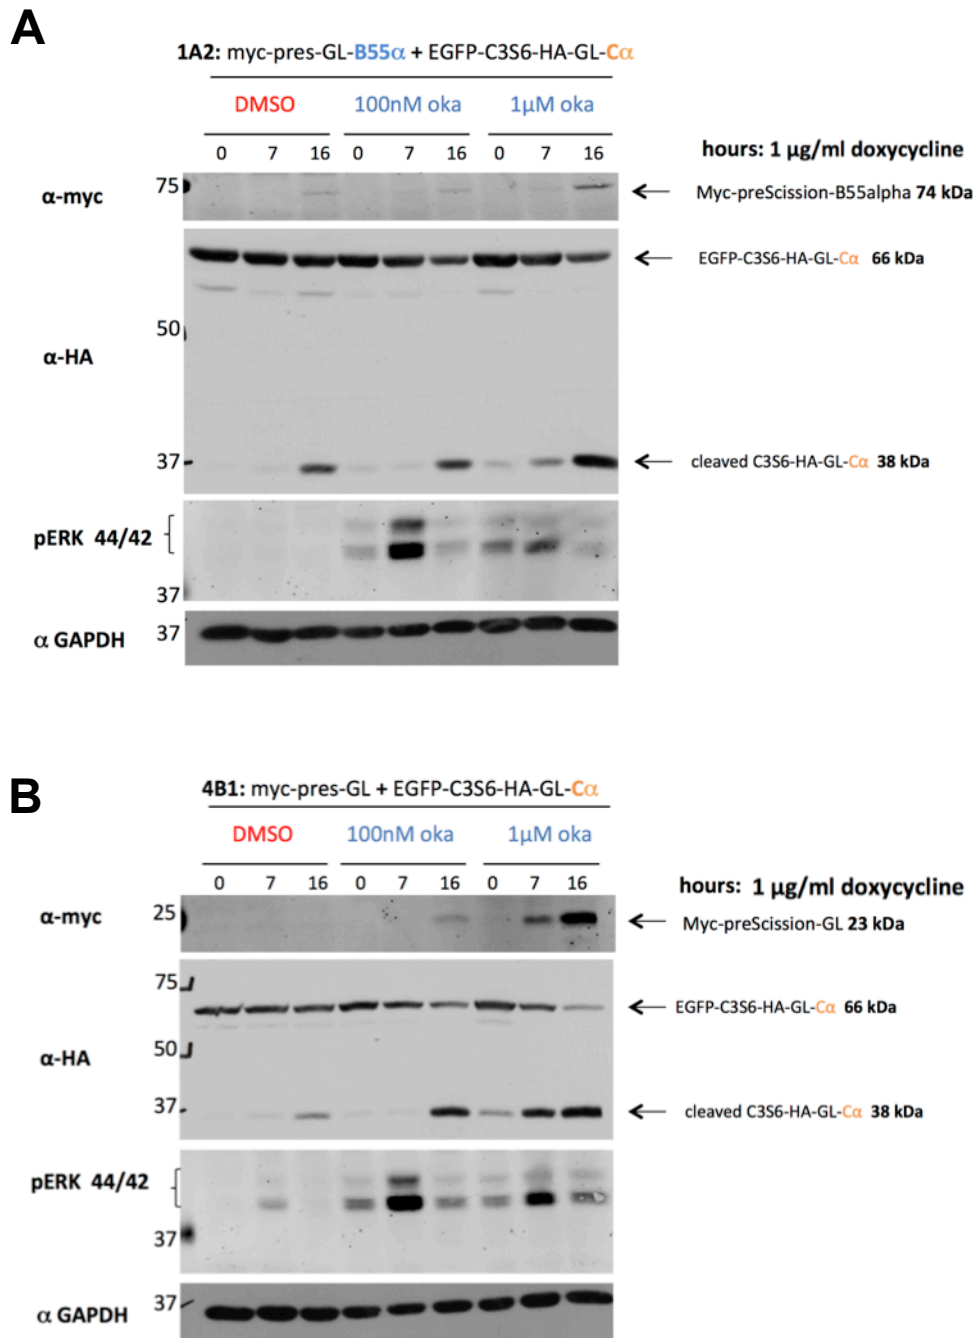 A
1A2: myc-pres-GL-B55α + EGFP-C3S6-HA-GL-Cα
DMSO 100nM oka 1µM oka
0 7 16 0 7 16 0 7 16 hours: 1 µg/ml doxycycline
α-myc 75 Myc-preScission-B55alpha 74 kDa
EGFP-C3S6-HA-GL-Cα 66 kDa
50
α-HA
37 cleaved C3S6-HA-GL-Cα 38 kDa
pERK 44/42
37
α GAPDH 37
B
4B1: myc-pres-GL + EGFP-C3S6-HA-GL-Cα
DMSO 100nM oka 1µM oka
0 7 16 0 7 16 0 7 16 hours: 1 µg/ml doxycycline
α-myc 25 Myc-preScission-GL 23 kDa
75
EGFP-C3S6-HA-GL-Cα 66 kDa
50
α-HA
37 cleaved C3S6-HA-GL-Cα 38 kDa
pERK 44/42
37
α GAPDH 37